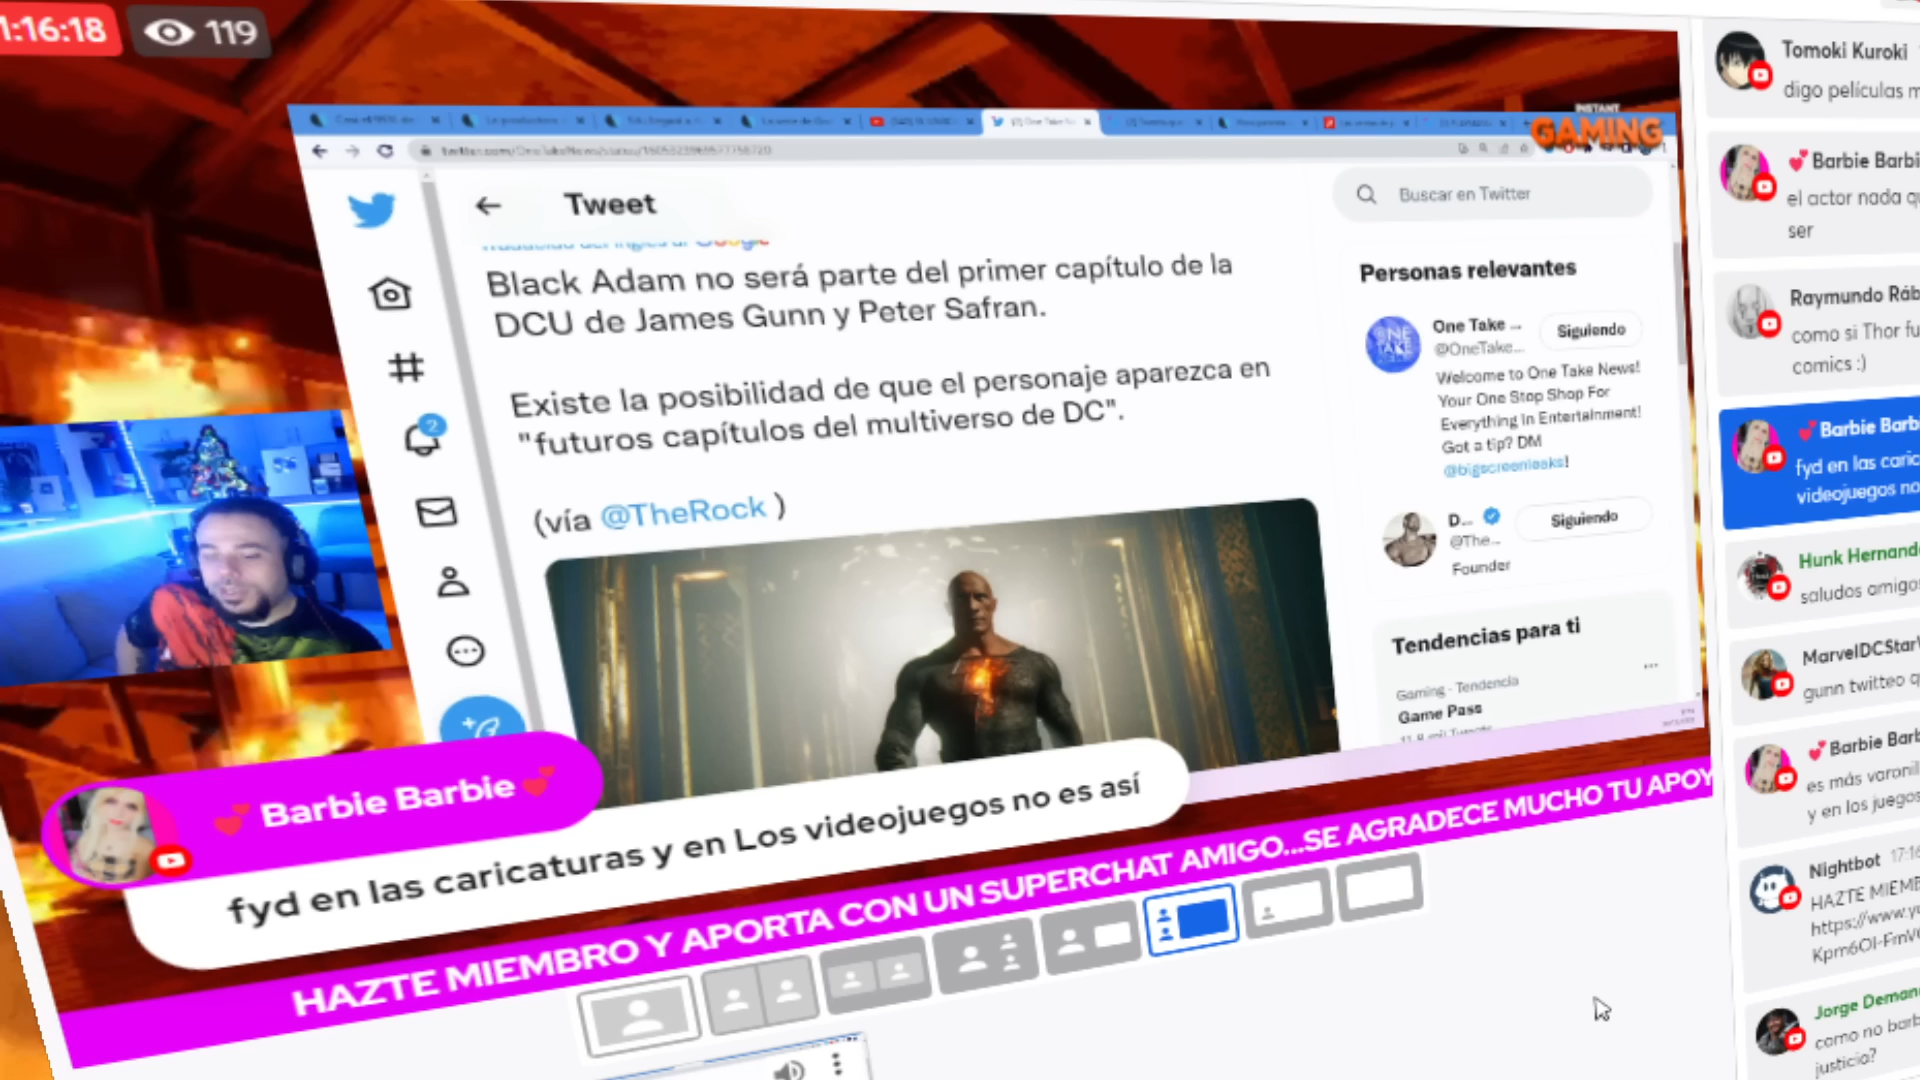 1:16:18
119
INSTANT
GAMING
Tweet
Buscar en Twitter
Black Adam no será parte del primer capítulo de la
DCU de James Gunn y Peter Safran.
Existe la posibilidad de que el personaje aparezca en
"futuros capítulos del multiverso de DC".
(vía @TheRock )
2
Personas relevantes
One Take ...
@OneTake...
Siguiendo
Welcome to One Take News!
Your One Stop Shop For
Everything In Entertainment!
Got a tip? DM
@bigscreenleaks!
D...
@The...
Siguiendo
Founder
Tendencias para ti
Gaming · Tendencia
Game Pass
💕 Barbie Barbie 💕
fyd en las caricaturas y en Los videojuegos no es así
HAZTE MIEMBRO Y APORTA CON UN SUPERCHAT AMIGO...SE AGRADECE MUCHO TU APOY
Tomoki Kuroki
digo películas m
💕 Barbie Barbi
el actor nada q
ser
Raymundo Ráb
como si Thor fu
comics :)
💕 Barbie Barb
fyd en las caric
videojuegos no
Hunk Hernand
saludos amigos
MarvelDCStar
gunn twitteo q
💕 Barbie Barb
es más varonil
y en los juegos
Nightbot 17:16
HAZTE MIEMB
https://www.y
Jorge Deman
como no barb
justicia?